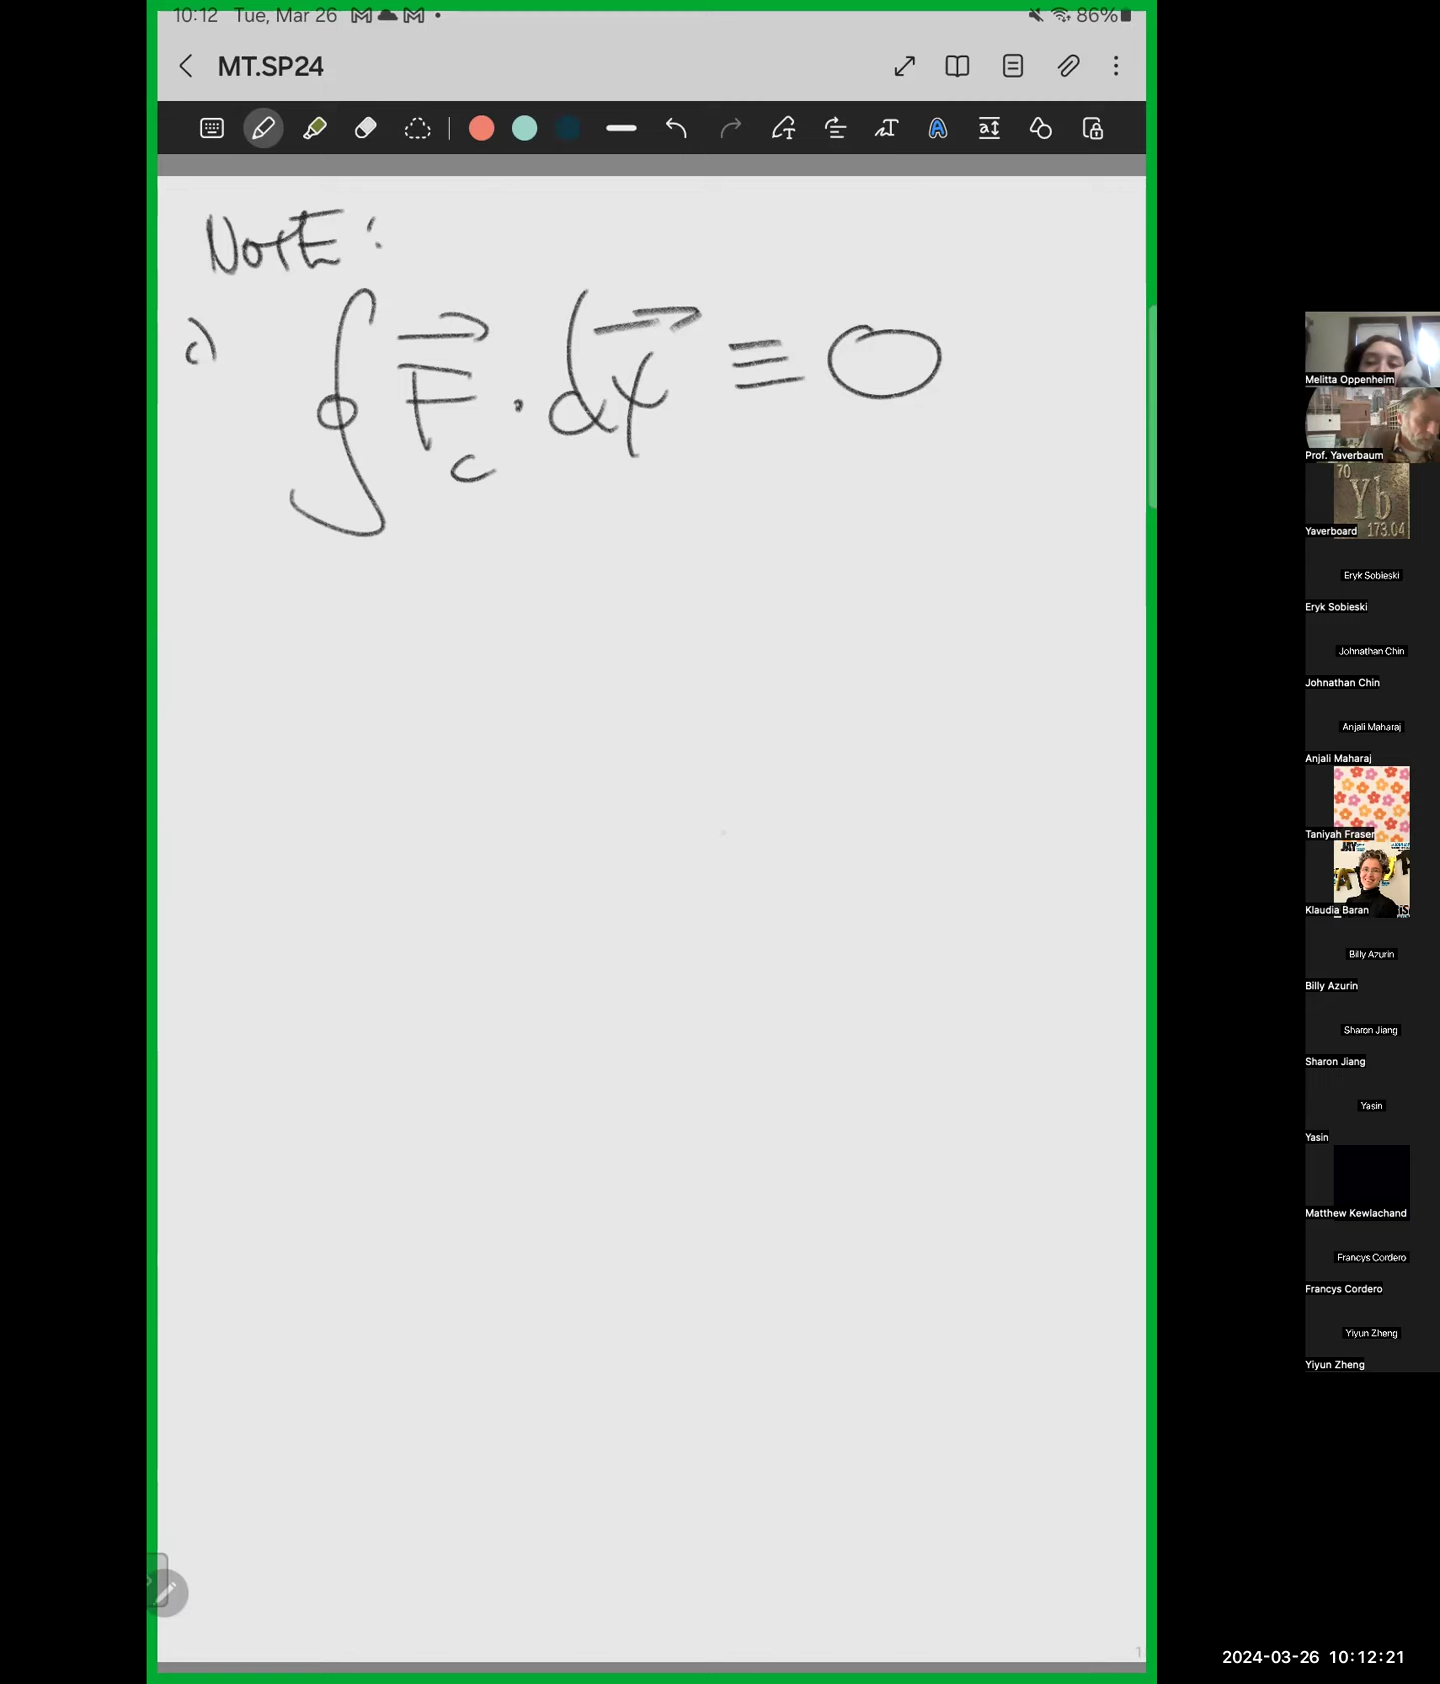 10:12 Tue, Mar 26 86%
MT.SP24
NOTE:
c)
∮ F⃗_c · dr⃗ ≡ 0
1
Melitta Oppenheim
Prof. Yaverbaum
70
Yb
173.04
Yaverboard
Eryk Sobieski
Eryk Sobieski
Johnathan Chin
Johnathan Chin
Anjali Maharaj
Anjali Maharaj
Taniyah Fraser
JAY
Klaudia Baran
Billy Azurin
Billy Azurin
Sharon Jiang
Sharon Jiang
Yasin
Yasin
Matthew Kewlachand
Francys Cordero
Francys Cordero
Yiyun Zheng
Yiyun Zheng
2024-03-26 10:12:21